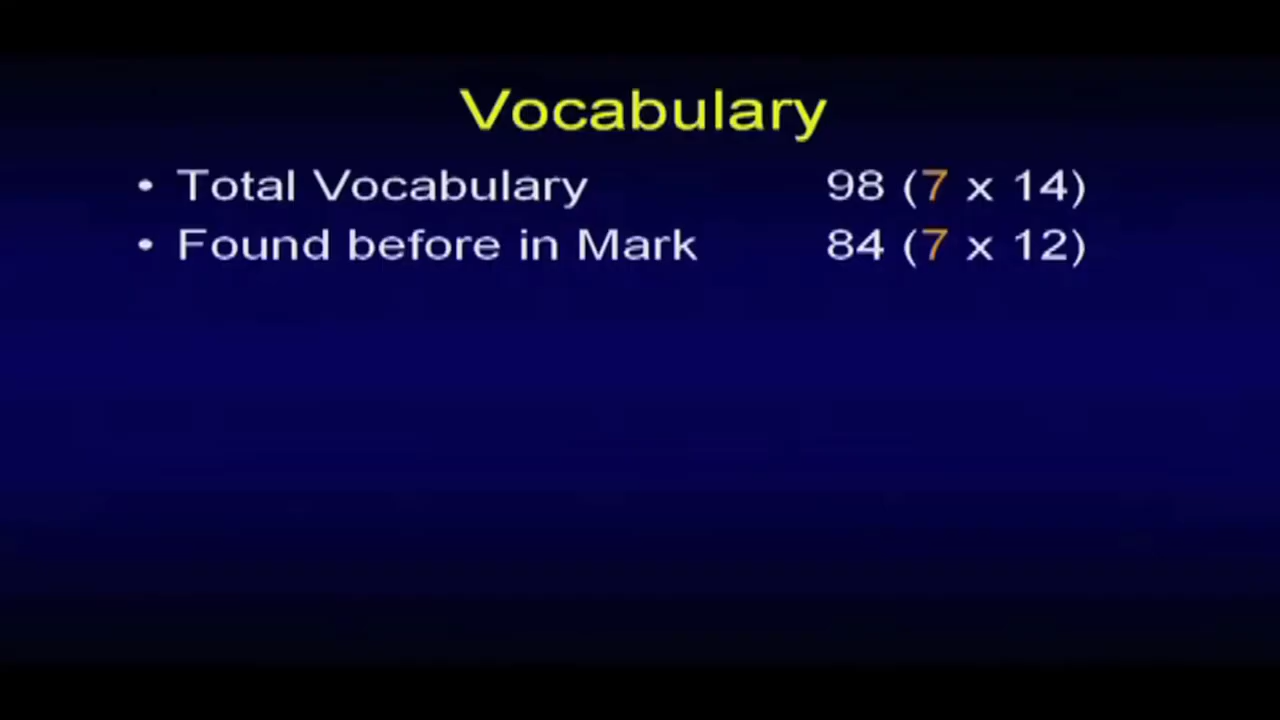 Vocabulary
• Total Vocabulary 98 (7 x 14)
• Found before in Mark 84 (7 x 12)